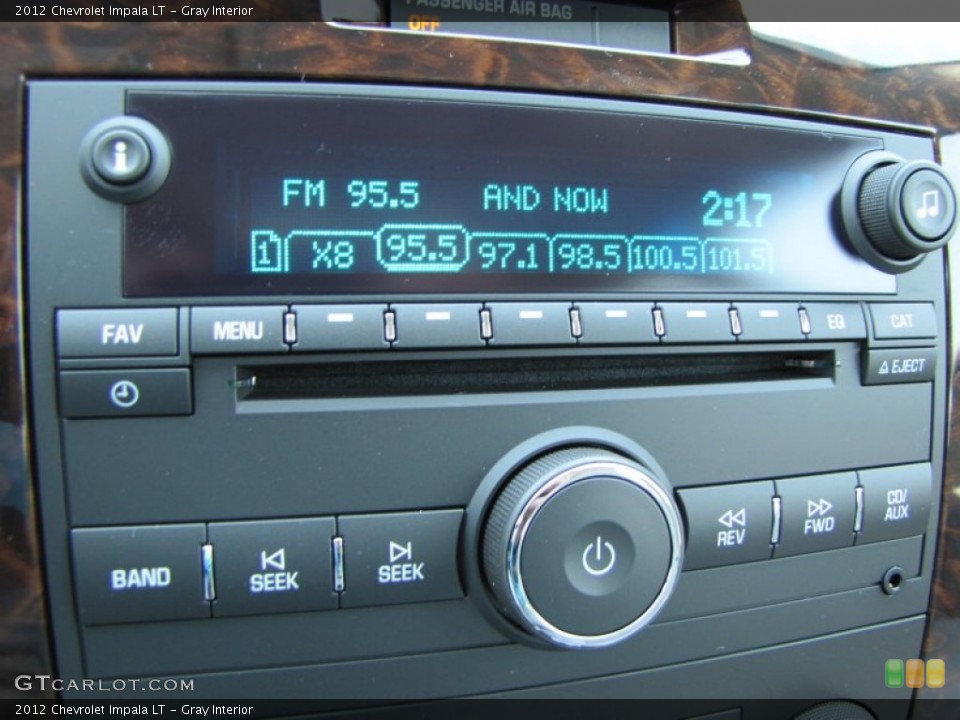 2012 Chevrolet Impala LT - Gray Interior
PASSENGER AIR BAG
OFF
i
FM 95.5 AND NOW 2:17
1 X8 95.5 97.1 98.5 100.5 101.5
FAV MENU EQ CAT
EJECT
REV FWD CD/
AUX
BAND SEEK SEEK
GTCARLOT.COM
2012 Chevrolet Impala LT - Gray Interior